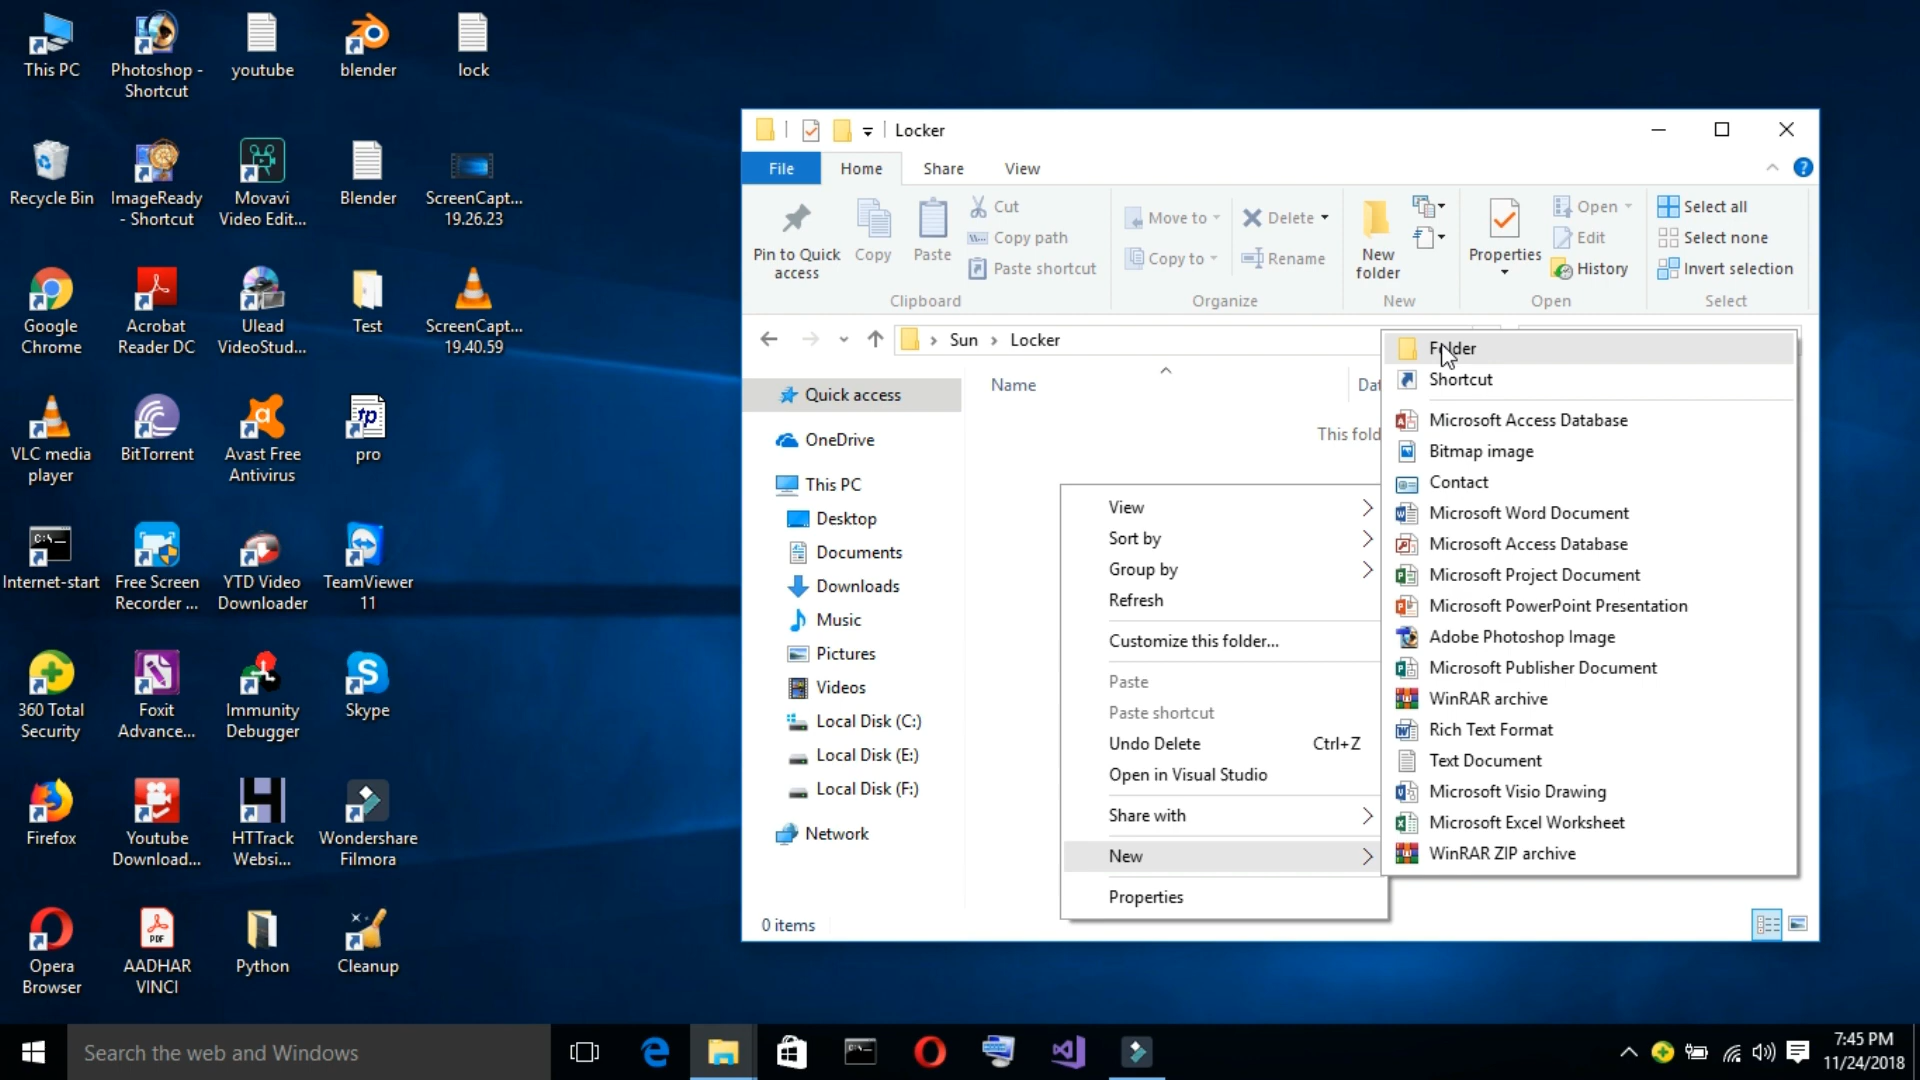 This PC
Photoshop -
Shortcut
youtube
blender
lock
Recycle Bin
ImageReady
- Shortcut
Movavi
Video Edit...
Blender
ScreenCapt...
19.26.23
Google
Chrome
Acrobat
Reader DC
Ulead
VideoStud...
Test
ScreenCapt...
19.40.59
VLC media
player
BitTorrent
Avast Free
Antivirus
tp
pro
C:\_
Internet-start
Free Screen
Recorder ...
YTD Video
Downloader
TeamViewer
11
360 Total
Security
Foxit
Advance...
Immunity
Debugger
Skype
Firefox
Youtube
Download...
HTTrack
Websi...
Wondershare
Filmora
Opera
Browser
PDF
AADHAR
VINCI
Python
Cleanup
Locker
File
Home
Share
View
Pin to Quick
access
Copy
Paste
Cut
Copy path
Paste shortcut
Clipboard
Move to
Copy to
Delete
Rename
Organize
New
folder
New
Properties
Open
Edit
History
Open
Select all
Select none
Invert selection
Select
Sun
Locker
Quick access
OneDrive
This PC
Desktop
Documents
Downloads
Music
Pictures
Videos
Local Disk (C:)
Local Disk (E:)
Local Disk (F:)
Network
Name
Dat
This fold
View
Sort by
Group by
Refresh
Customize this folder...
Paste
Paste shortcut
Undo Delete Ctrl+Z
Open in Visual Studio
Share with
New
Properties
Folder
Shortcut
Microsoft Access Database
Bitmap image
Contact
Microsoft Word Document
Microsoft Access Database
Microsoft Project Document
Microsoft PowerPoint Presentation
Adobe Photoshop Image
Microsoft Publisher Document
WinRAR archive
Rich Text Format
Text Document
Microsoft Visio Drawing
Microsoft Excel Worksheet
WinRAR ZIP archive
0 items
Search the web and Windows
7:45 PM
11/24/2018